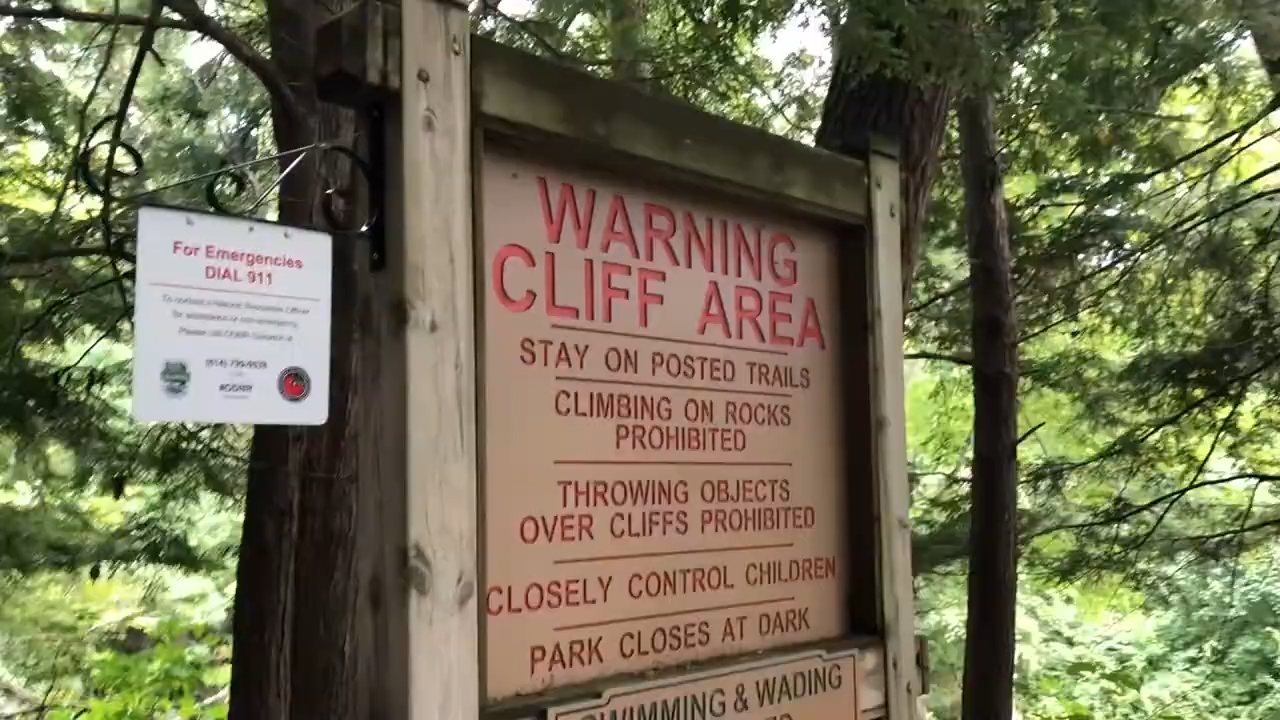 For Emergencies
DIAL 911
WARNING
CLIFF AREA
STAY ON POSTED TRAILS
CLIMBING ON ROCKS
PROHIBITED
THROWING OBJECTS
OVER CLIFFS PROHIBITED
CLOSELY CONTROL CHILDREN
PARK CLOSES AT DARK
SWIMMING & WADING